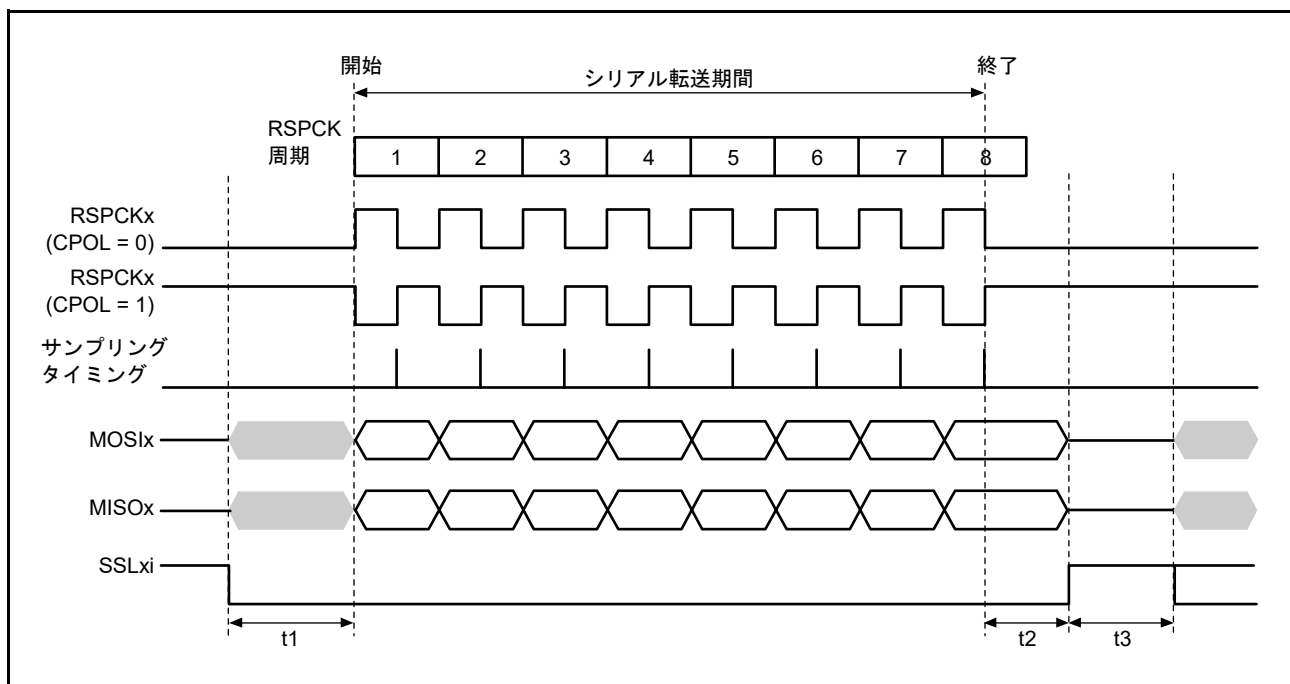 開始
シリアル転送期間
終了
RSPCK
周期
1 2 3 4 5 6 7 8
RSPCKx
(CPOL = 0)
RSPCKx
(CPOL = 1)
サンプリング
タイミング
MOSIx
MISOx
SSLxi
t1
t2
t3